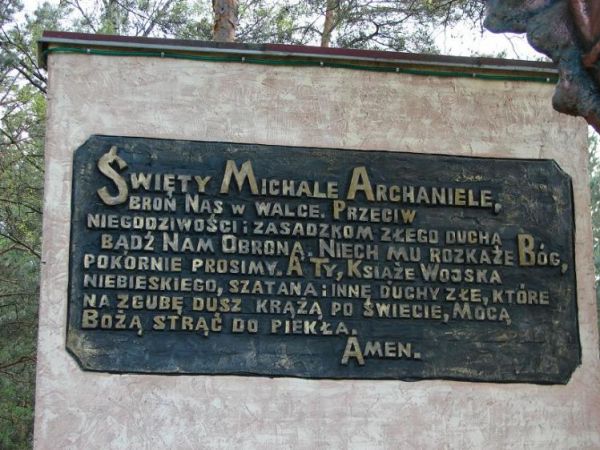 Święty Michale Archaniele,
broń Nas w walce. Przeciw
niegodziwości i zasadzkom złego ducha
bądź Nam Obroną. Niech mu rozkaże Bóg,
pokornie prosimy. A Ty, Książe Wojska
niebieskiego, szatana i inne duchy złe, które
na zgubę dusz krążą po świecie, Mocą
Bożą strąć do piekła.
Amen.